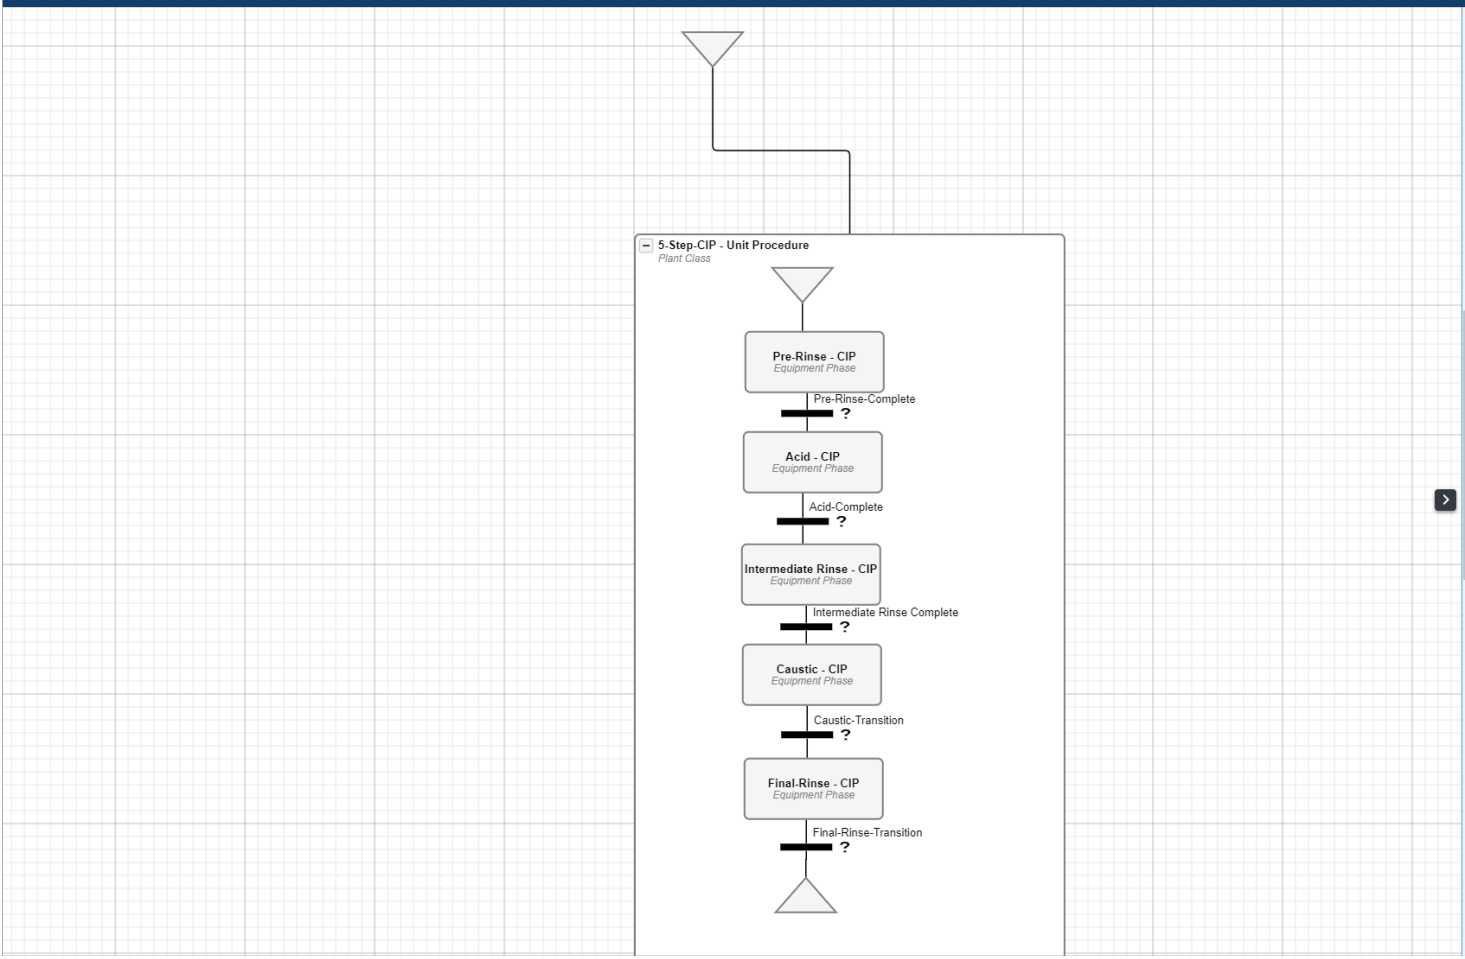 5-Step-CIP - Unit Procedure
Plant Class
Pre-Rinse - CIP
Equipment Phase
Pre-Rinse-Complete
?
Acid - CIP
Equipment Phase
Acid-Complete
?
Intermediate Rinse - CIP
Equipment Phase
Intermediate Rinse Complete
?
Caustic - CIP
Equipment Phase
Caustic-Transition
?
Final-Rinse - CIP
Equipment Phase
Final-Rinse-Transition
?